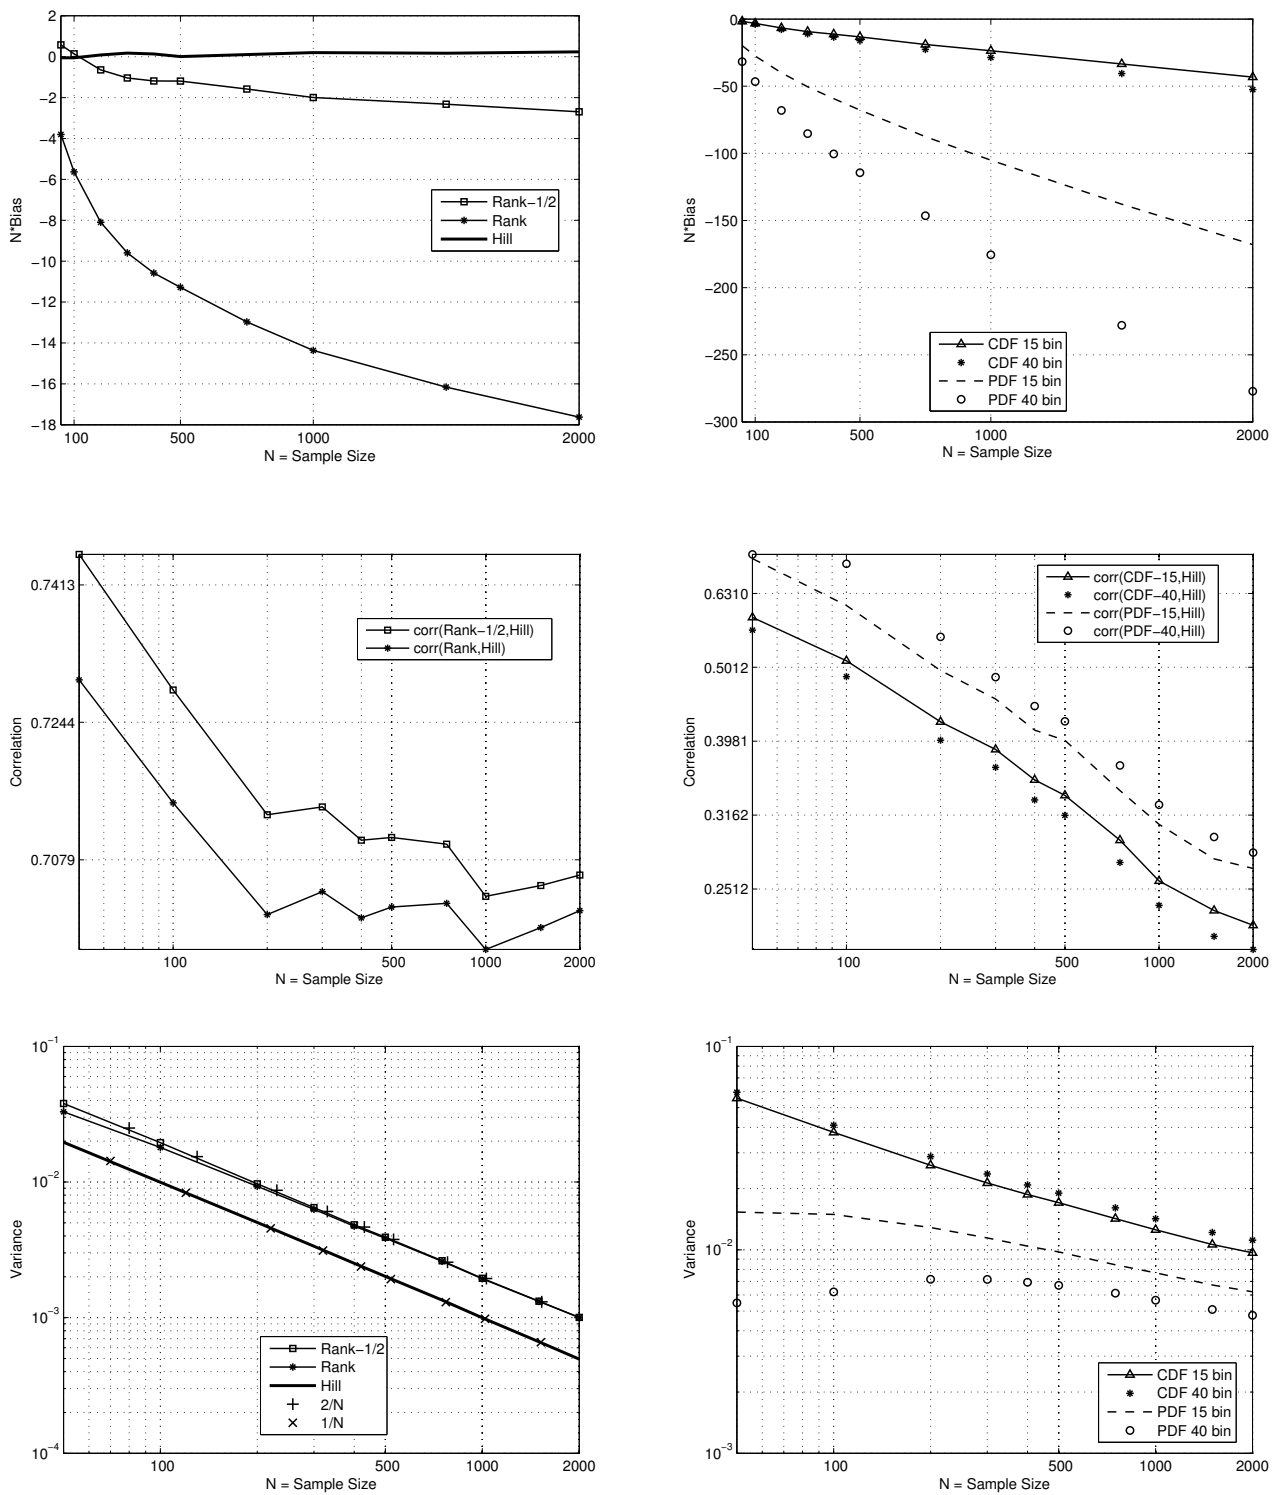 2
0
−2
−4
−6
−8
−10
−12
−14
−16
−18
100 500 1000 2000
N = Sample Size
N*Bias
Rank−1/2
Rank
Hill
0
−50
−100
−150
−200
−250
−300
100 500 1000 2000
N = Sample Size
N*Bias
CDF 15 bin
CDF 40 bin
PDF 15 bin
PDF 40 bin
0.7413
0.7244
0.7079
100 500 1000 2000
N = Sample Size
Correlation
corr(Rank−1/2,Hill)
corr(Rank,Hill)
0.6310
0.5012
0.3981
0.3162
0.2512
100 500 1000 2000
N = Sample Size
Correlation
corr(CDF−15,Hill)
corr(CDF−40,Hill)
corr(PDF−15,Hill)
corr(PDF−40,Hill)
10⁻¹
10⁻²
10⁻³
10⁻⁴
100 500 1000 2000
N = Sample Size
Variance
Rank−1/2
Rank
Hill
2/N
1/N
10⁻¹
10⁻²
10⁻³
100 500 1000 2000
N = Sample Size
Variance
CDF 15 bin
CDF 40 bin
PDF 15 bin
PDF 40 bin